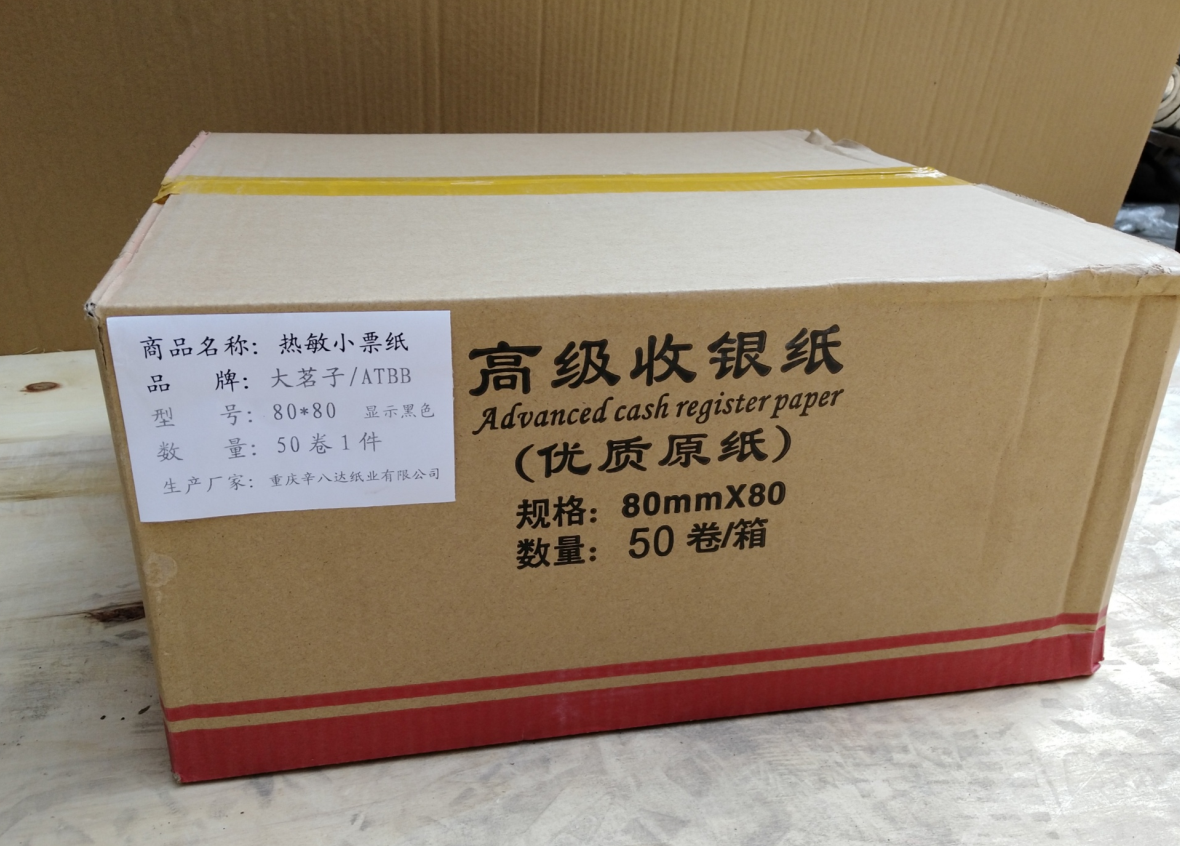 商品名称: 热敏小票纸
品 牌: 大茗子/ATBB
型 号: 80*80 显示黑色
数 量: 50卷1件
生产厂家: 重庆辛八达纸业有限公司
高级收银纸
Advanced cash register paper
(优质原纸)
规格: 80mmX80
数量: 50 卷/箱